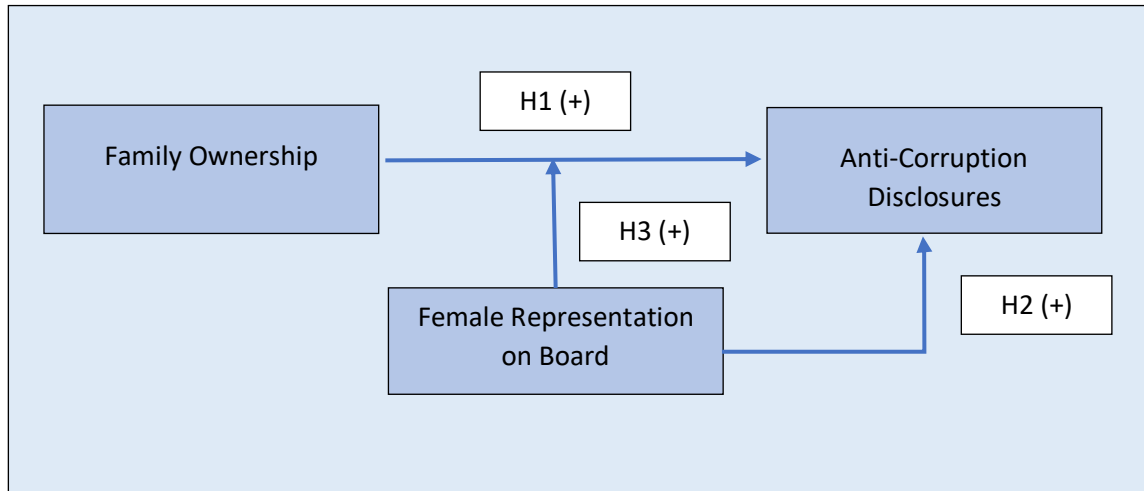 H1 (+)
Family Ownership
Anti-Corruption
Disclosures
H3 (+)
Female Representation
on Board
H2 (+)